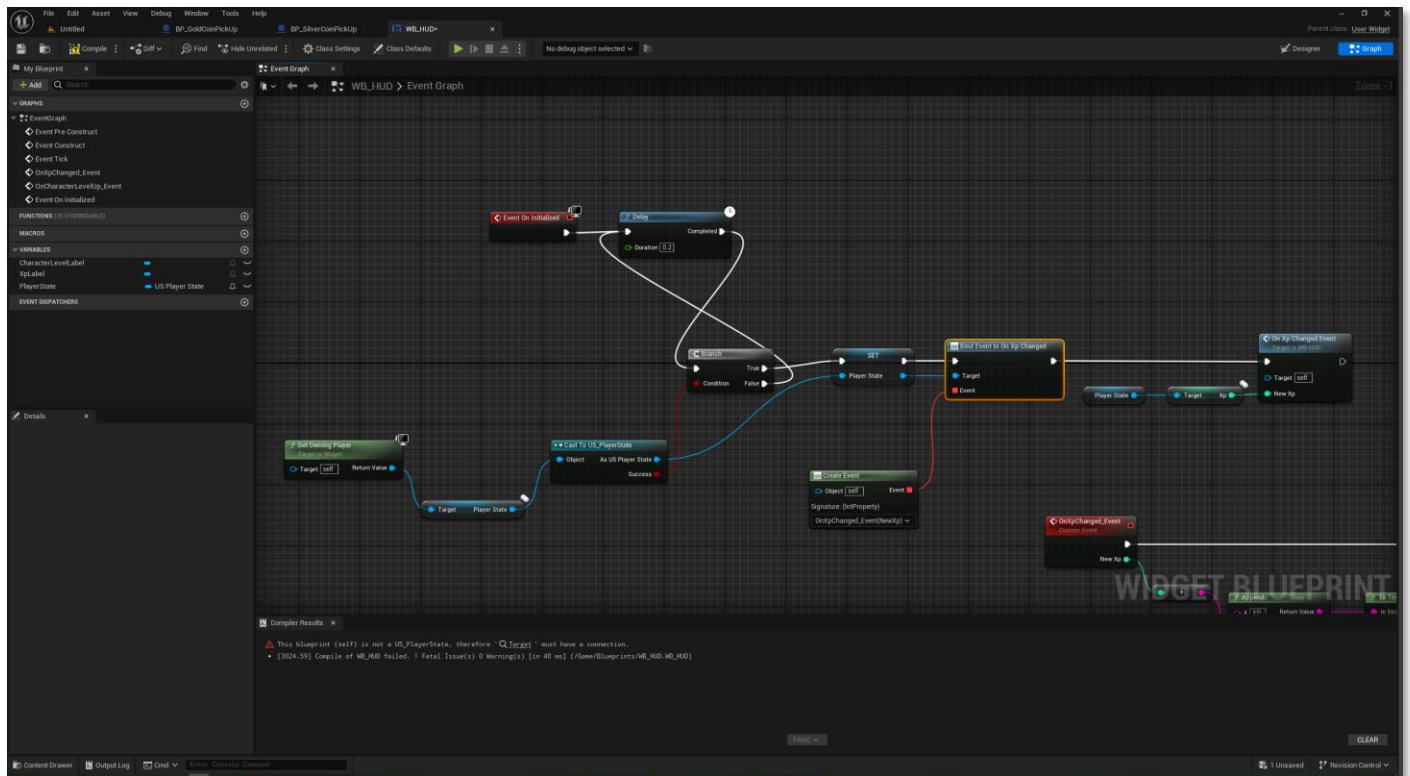 File Edit Asset View Debug Window Tools Help
Untitled BP_GoldCoinPickUp BP_SilverCoinPickUp WB_HUD•
Parent class: User Widget
Compile Diff Find Hide Unrelated Class Settings Class Defaults No debug object selected Designer Graph
My Blueprint
Event Graph
Add Search
WB_HUD > Event Graph Zoom -1
GRAPHS
EventGraph
Event Pre Construct
Event Construct
Event Tick
OnXpChanged_Event
OnCharacterLevelUp_Event
Event On Initialized
FUNCTIONS (35 OVERRIDABLE)
MACROS
VARIABLES
CharacterLevelLabel
XpLabel
PlayerState US Player State
EVENT DISPATCHERS
Details
Event On Initialized
Delay
Completed
Duration 0.2
Branch
True
Condition False
SET
Player State
Bind Event to On Xp Changed
Target
Event
Player State
Target Xp
On Xp Changed Event
Target is WB HUD
Target self
New Xp
Get Owning Player
Target is Widget
Target self Return Value
Target Player State
Cast To US_PlayerState
Object As US Player State
Success
Create Event
Object self Event
Signature: (IntProperty)
OnXpChanged_Event(NewXp)
OnXpChanged_Event
Custom Event
New Xp
WIDGET BLUEPRINT
Append
A XP Return Value
Compiler Results
This blueprint (self) is not a US_PlayerState, therefore ' Target ' must have a connection.
[3024.59] Compile of WB_HUD failed. 1 Fatal Issue(s) 0 Warning(s) [in 40 ms] (/Game/Blueprints/WB_HUD.WB_HUD)
PAGE
CLEAR
Content Drawer Output Log Cmd Enter Console Command 1 Unsaved Revision Control